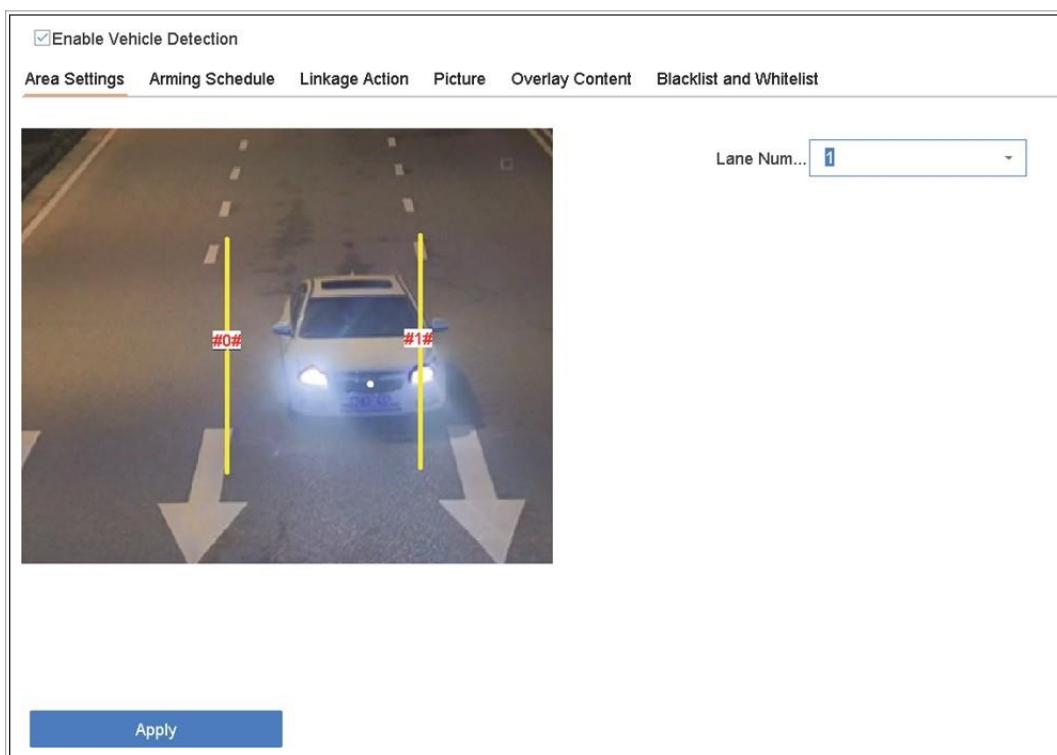 Enable Vehicle Detection
Area Settings Arming Schedule Linkage Action Picture Overlay Content Blacklist and Whitelist
Lane Num... 1
#0# #1#
Apply